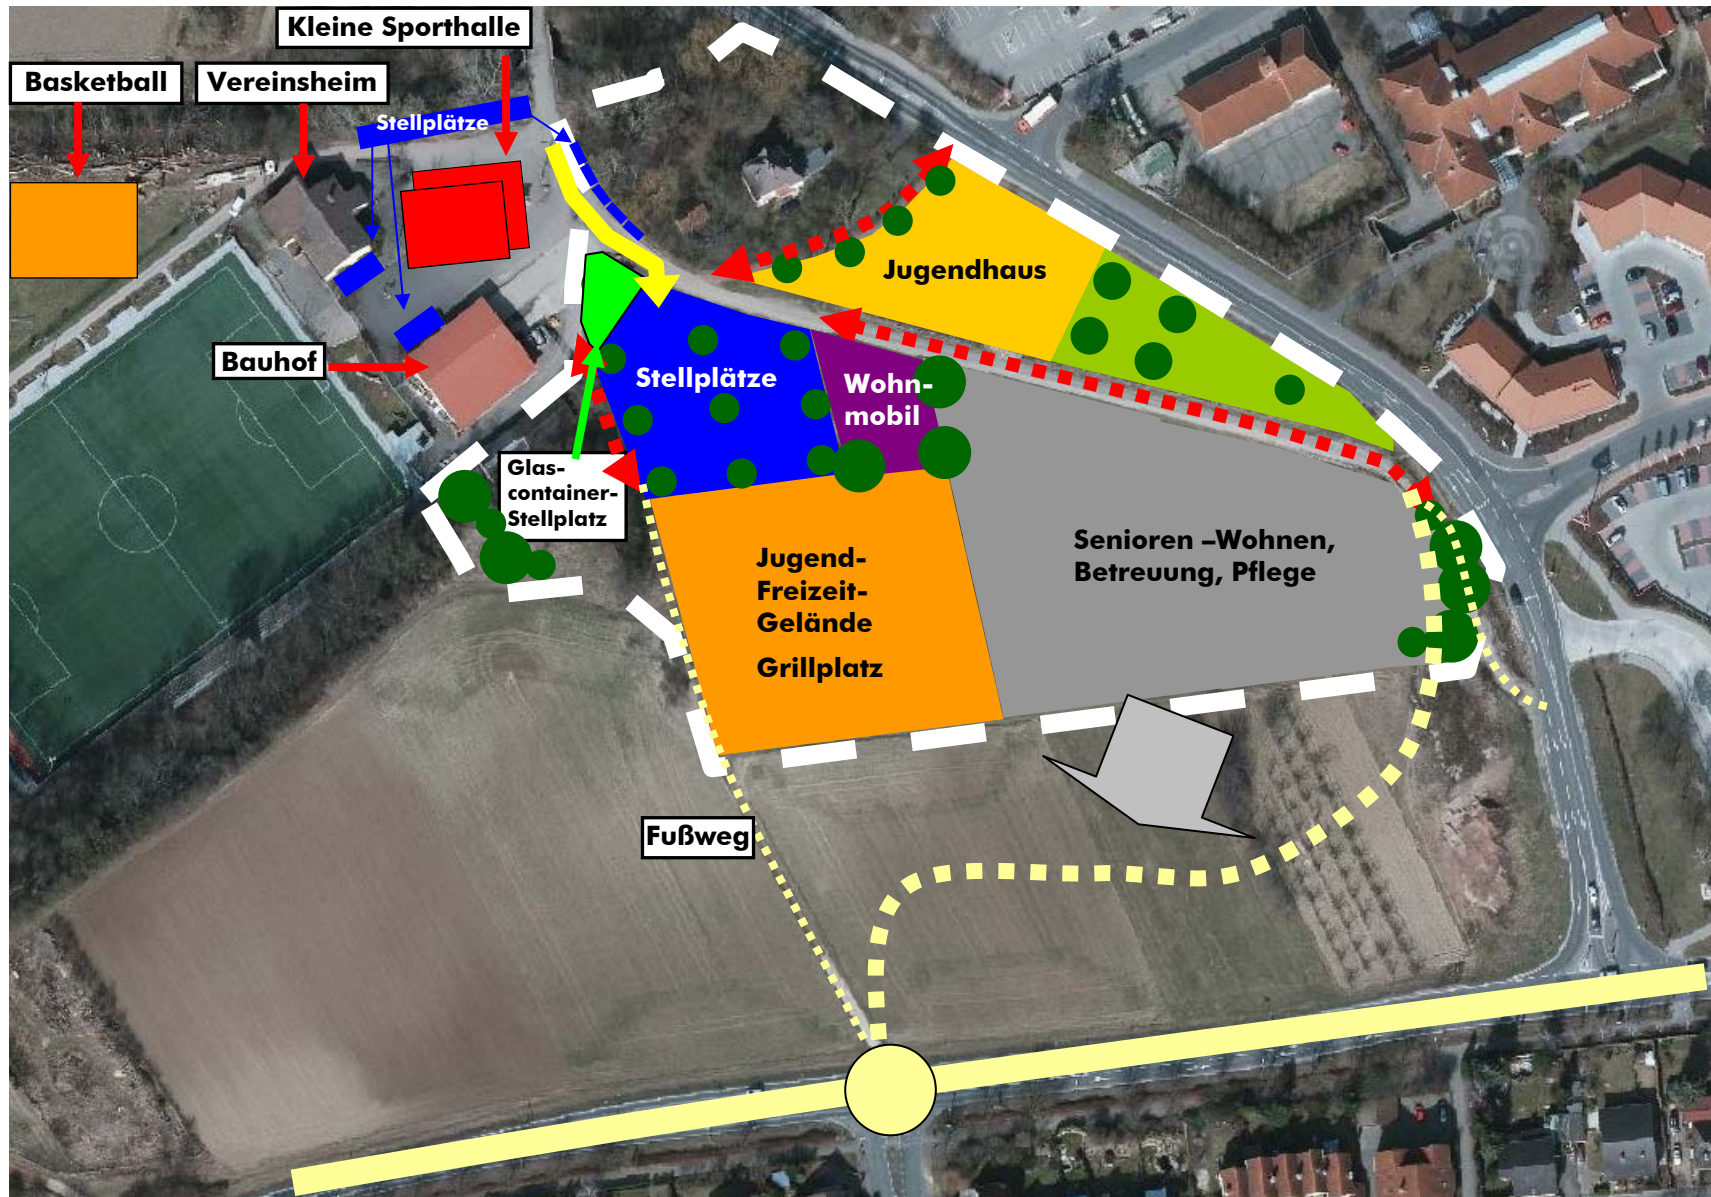 Kleine Sporthalle
Basketball
Vereinsheim
Stellplätze
Jugendhaus
Bauhof
Stellplätze
Wohn-
mobil
Glas-
container-
Stellplatz
Senioren –Wohnen,
Betreuung, Pflege
Jugend-
Freizeit-
Gelände
Grillplatz
Fußweg